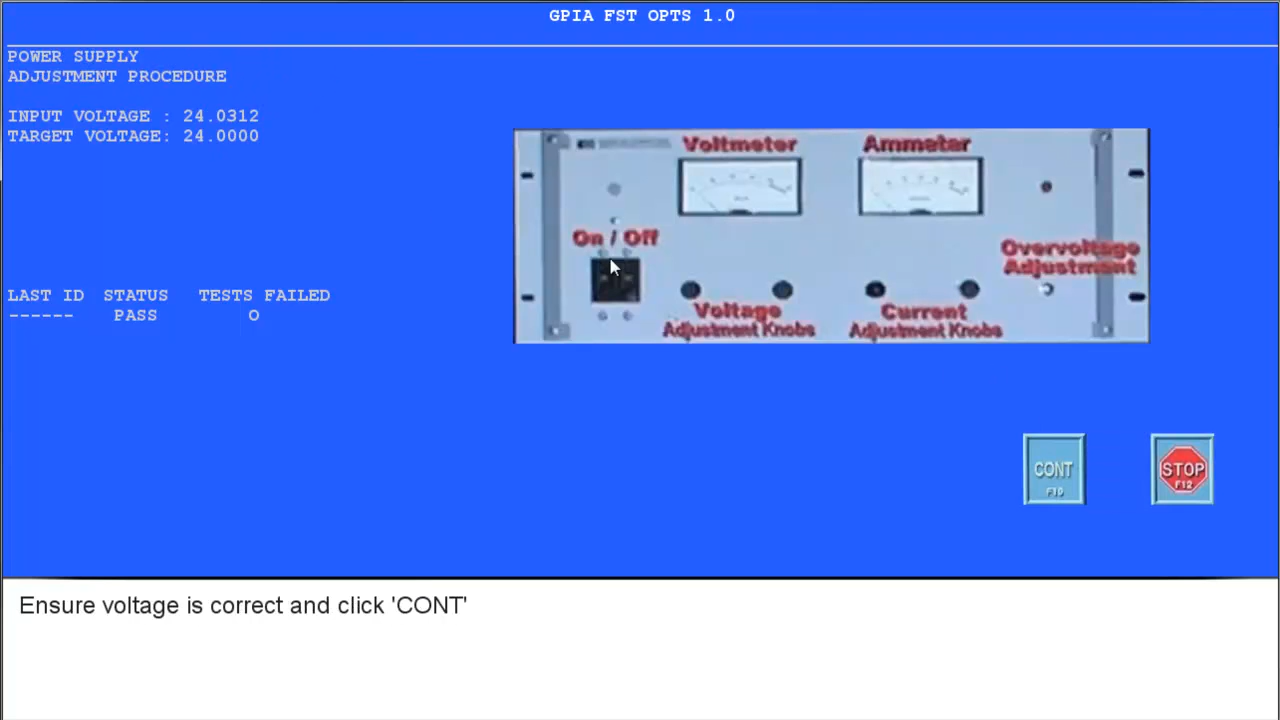 GPIA FST OPTS 1.0
POWER SUPPLY
ADJUSTMENT PROCEDURE
INPUT VOLTAGE : 24.0312
TARGET VOLTAGE: 24.0000
Voltmeter
Ammeter
On / Off
Overvoltage
Adjustment
Voltage
Adjustment Knobs
Current
Adjustment Knobs
LAST ID STATUS TESTS FAILED
------ PASS 0
CONT
F10
STOP
F12
Ensure voltage is correct and click 'CONT'